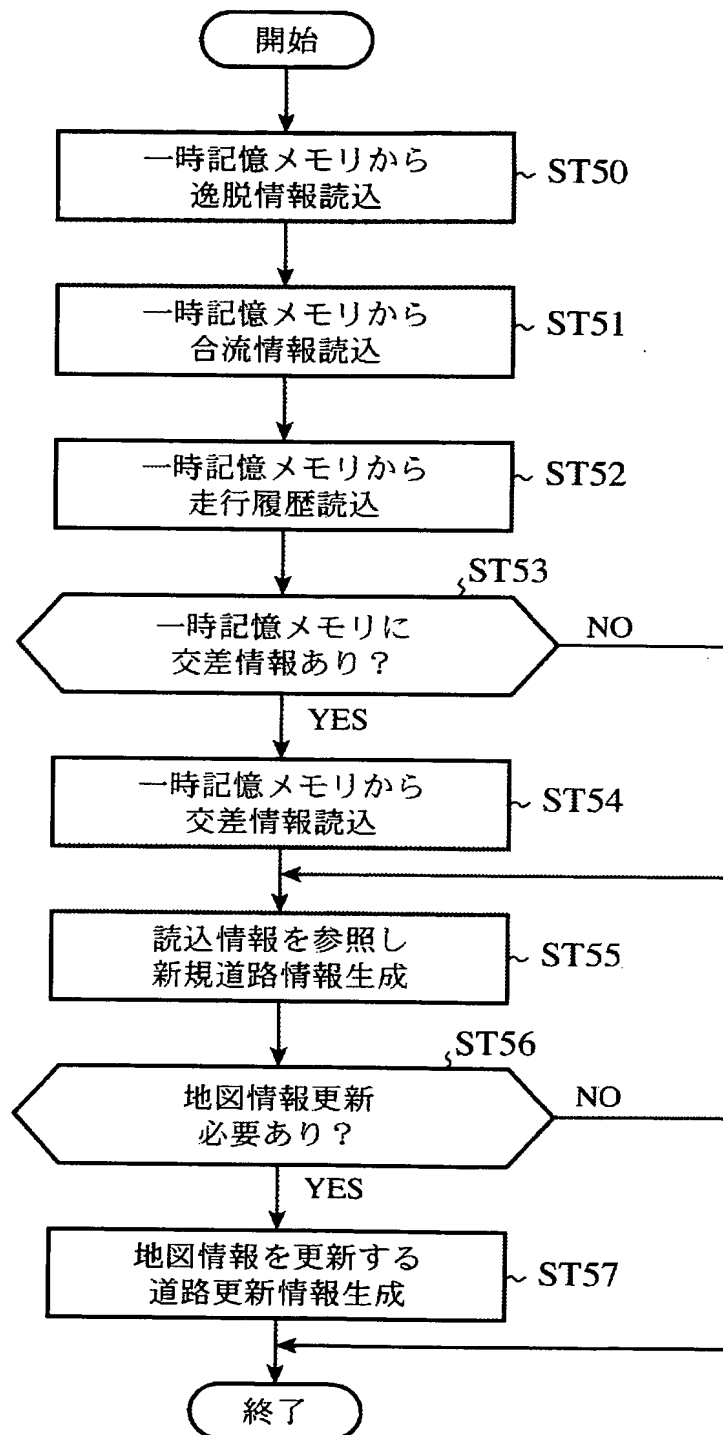 開始
一時記憶メモリから
逸脱情報読込
ST50
一時記憶メモリから
合流情報読込
ST51
一時記憶メモリから
走行履歴読込
ST52
ST53
一時記憶メモリに
交差情報あり？
NO
YES
一時記憶メモリから
交差情報読込
ST54
読込情報を参照し
新規道路情報生成
ST55
ST56
地図情報更新
必要あり？
NO
YES
地図情報を更新する
道路更新情報生成
ST57
終了